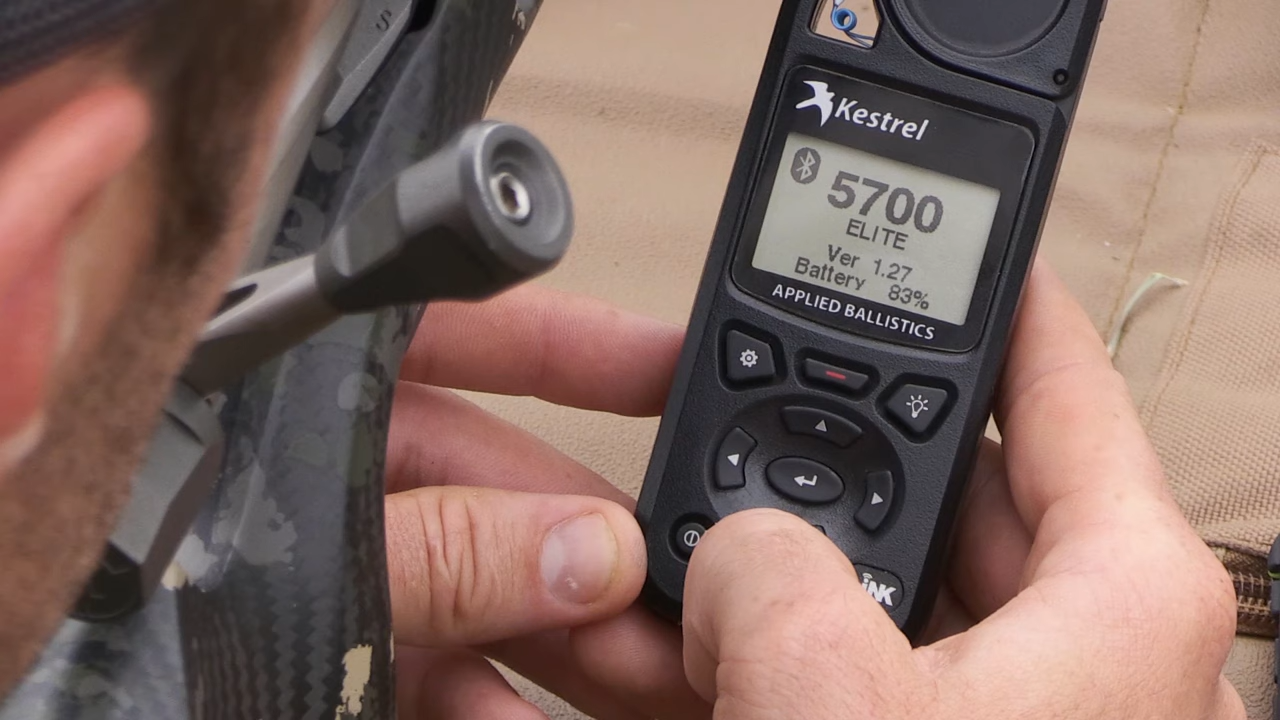 S
Kestrel
5700
ELITE
Ver 1.27
Battery 83%
APPLIED BALLISTICS